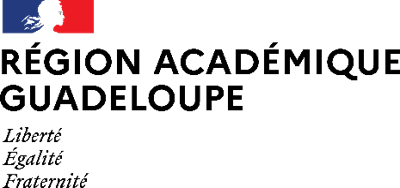 RÉGION ACADÉMIQUE
GUADELOUPE
Liberté
Égalité
Fraternité